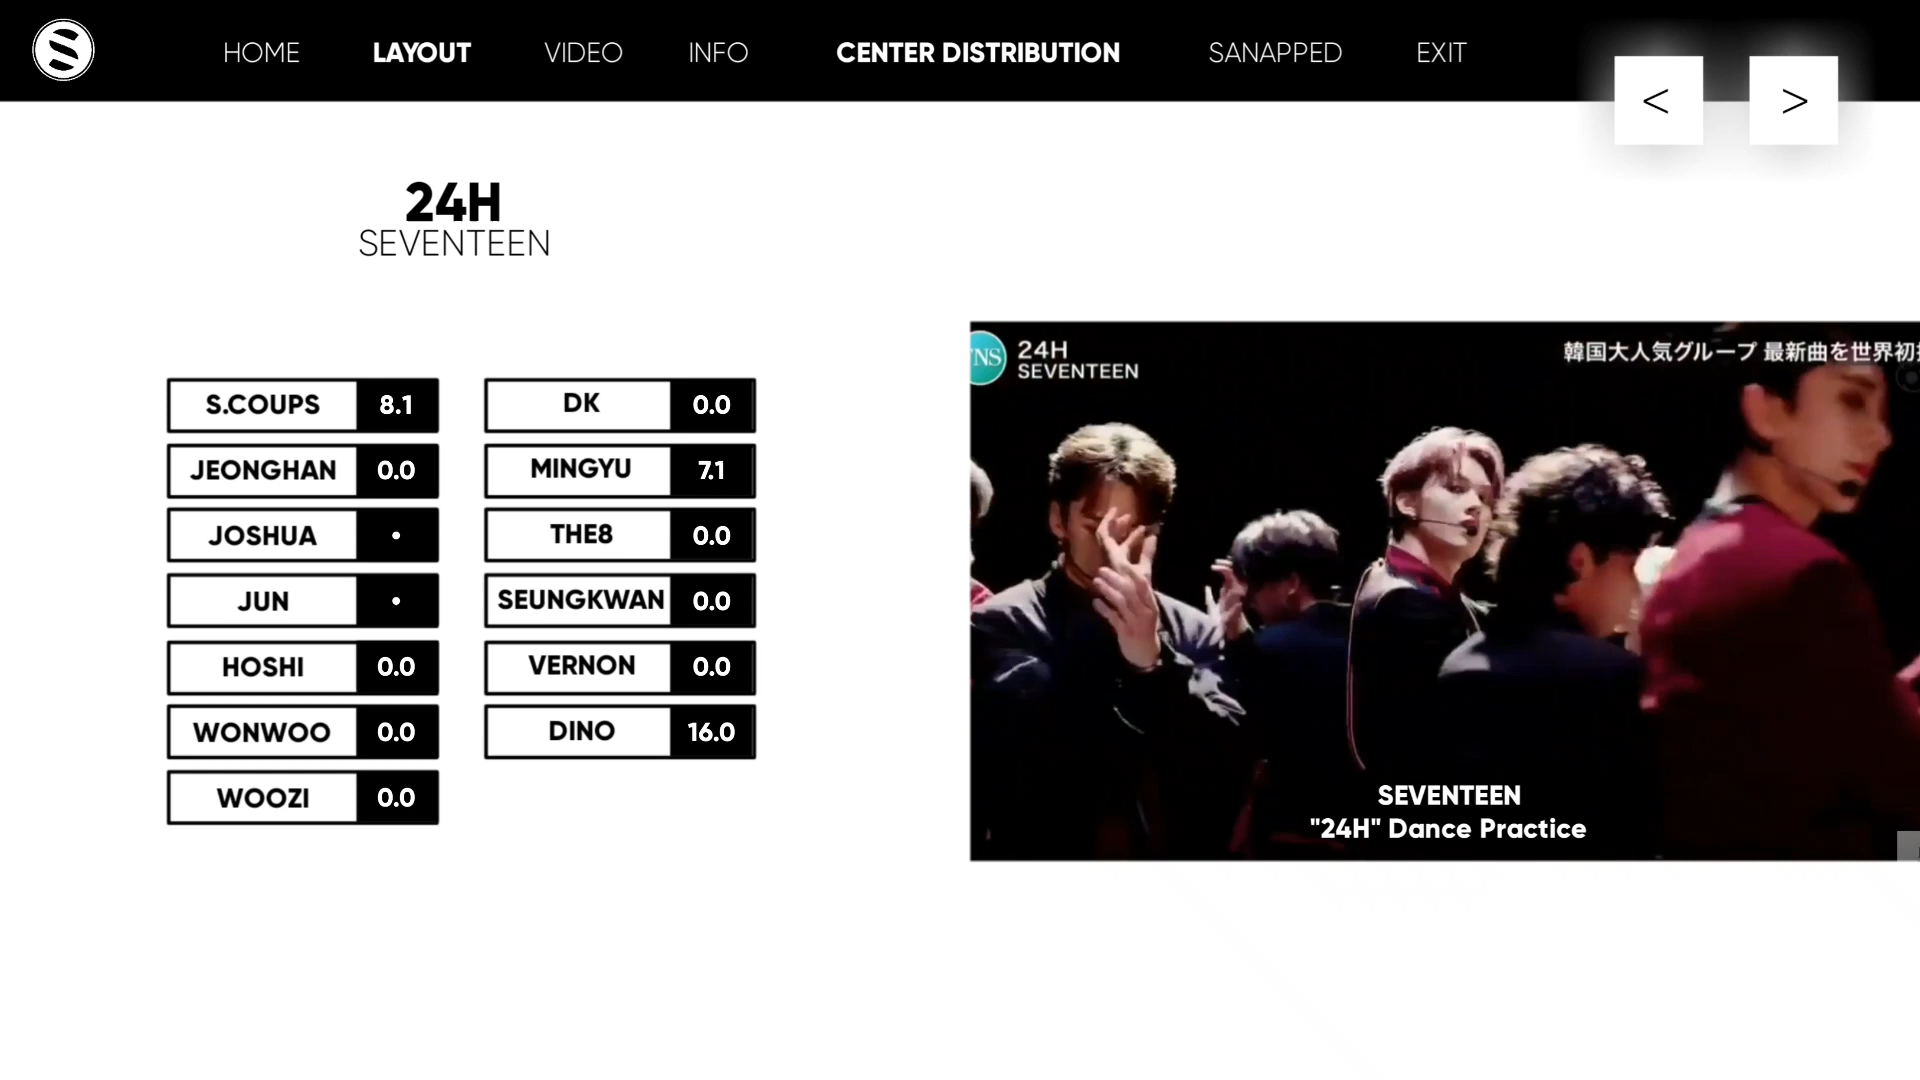 HOME LAYOUT VIDEO INFO CENTER DISTRIBUTION SANAPPED EXIT
< >
24H
SEVENTEEN
S.COUPS 8.1
JEONGHAN 0.0
JOSHUA •
JUN •
HOSHI 0.0
WONWOO 0.0
WOOZI 0.0
DK 0.0
MINGYU 7.1
THE8 0.0
SEUNGKWAN 0.0
VERNON 0.0
DINO 16.0
NS
24H
SEVENTEEN
韓国大人気グループ 最新曲を世界初
SEVENTEEN
"24H" Dance Practice